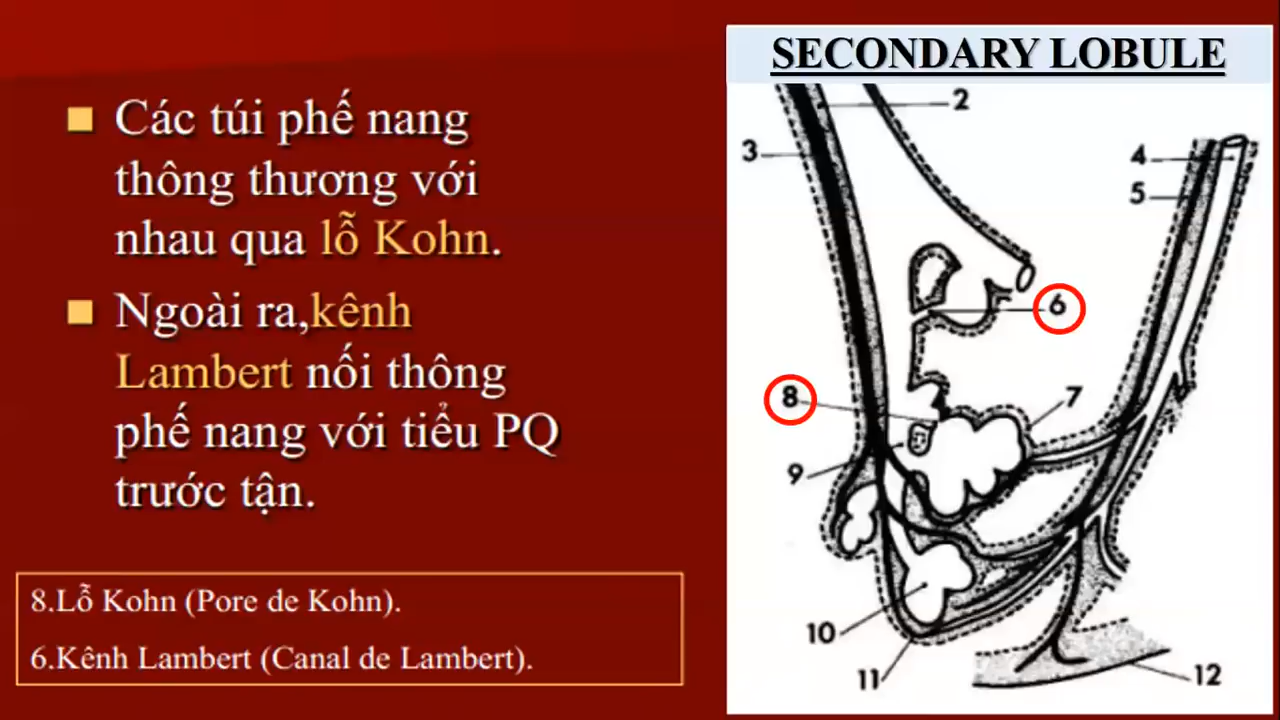 Các túi phế nang
thông thương với
nhau qua lỗ Kohn.
Ngoài ra,kênh
Lambert nối thông
phế nang với tiểu PQ
trước tận.
8.Lỗ Kohn (Pore de Kohn).
6.Kênh Lambert (Canal de Lambert).
SECONDARY LOBULE
2
3
4
5
6
8
7
9
10
11
12